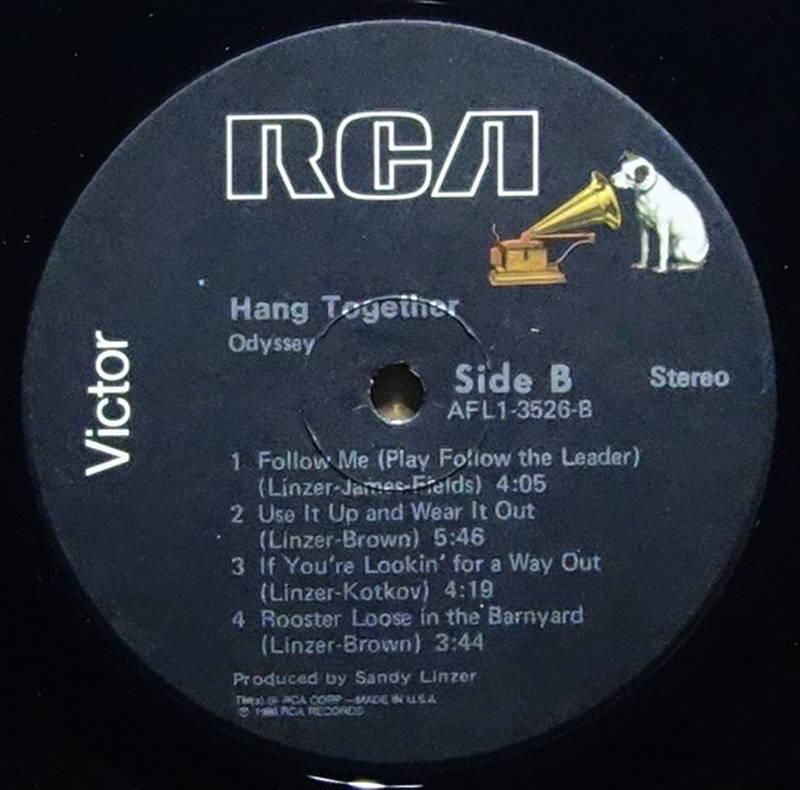 RCA
Victor
Hang Together
Odyssey
Side B
Stereo
AFL1-3526-B
1 Follow Me (Play Follow the Leader)
(Linzer-James-Fields) 4:05
2 Use It Up and Wear It Out
(Linzer-Brown) 5:46
3 If You're Lookin' for a Way Out
(Linzer-Kotkov) 4:19
4 Rooster Loose in the Barnyard
(Linzer-Brown) 3:44
Produced by Sandy Linzer
TM(s) ® RCA CORP—MADE IN U.S.A.
℗ 1980 RCA RECORDS